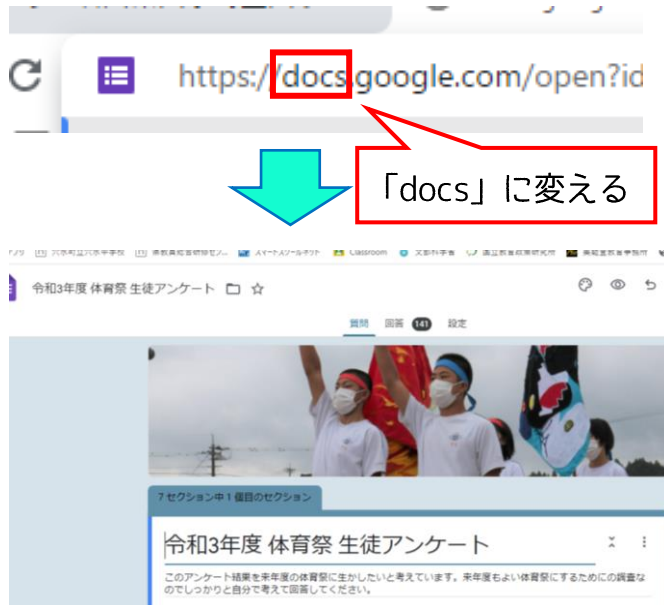 https://docs.google.com/open?id
「docs」に変える
Classroom
令和3年度 体育祭 生徒アンケート
質問 回答 141 設定
7 セクション中 1 個目のセクション
令和3年度 体育祭 生徒アンケート
このアンケート結果を来年度の体育祭に生かしたいと考えています。来年度もよい体育祭にするためにの調査な
のでしっかりと自分で考えて回答してください。